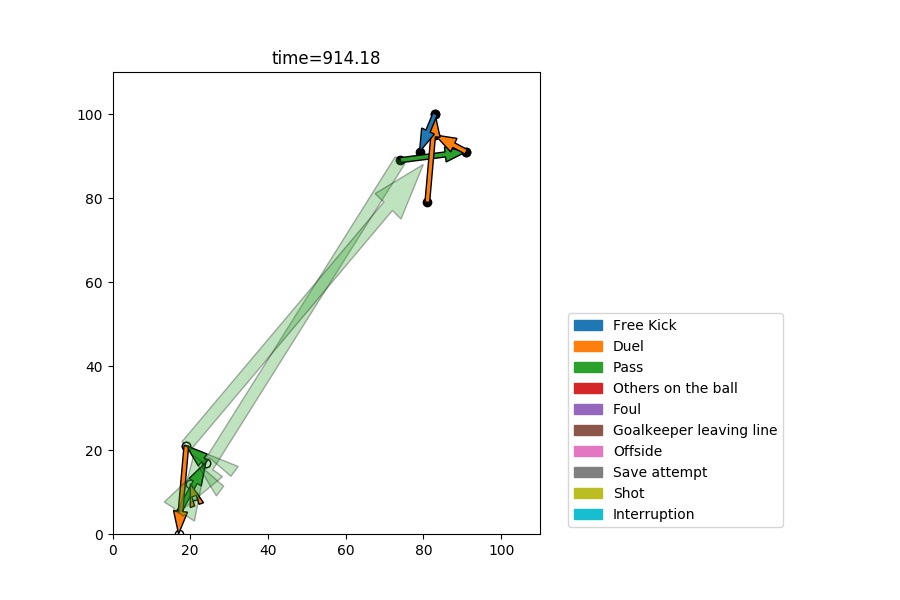 time=914.18
100
80
60
40
20
0
0 20 40 60 80 100
Free Kick
Duel
Pass
Others on the ball
Foul
Goalkeeper leaving line
Offside
Save attempt
Shot
Interruption